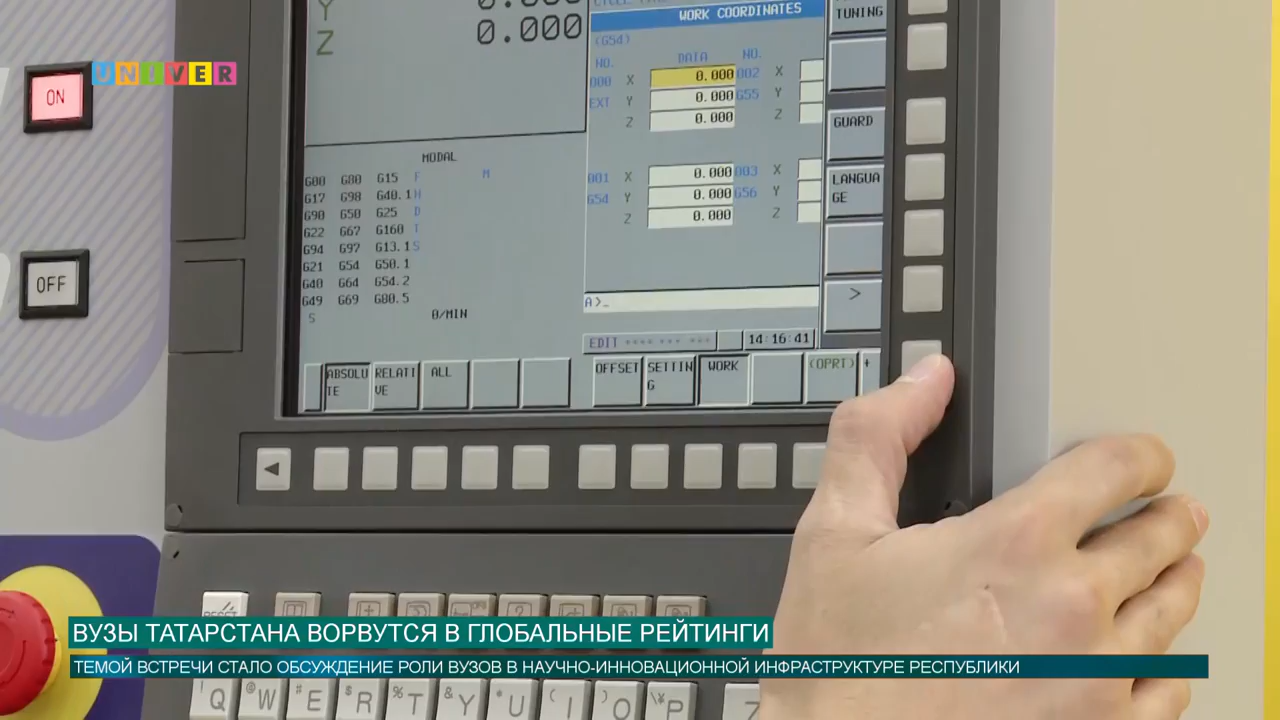 Y 0.000
Z 0.000
WORK COORDINATES
(G54)
NO. DATA NO.
000 X 0.000 002 X
EXT Y 0.000 G55 Y
Z 0.000 Z
001 X 0.000 003 X
G54 Y 0.000 G56 Y
Z 0.000 Z
MODAL
G00 G80 G15 F M
G17 G98 G40.1 H
G90 G50 G25 D
G22 G67 G160 T
G94 G97 G13.1 S
G21 G54 G50.1
G40 G64 G54.2
G49 G69 G80.5
S 0/MIN
A>_
EDIT **** *** *** 14:16:41
ABSOLUTE RELATIVE ALL OFFSET SETTING WORK (OPRT) +
TUNING
GUARD
LANGUAGE
>
ON
OFF
UNIVER
RESET
ВУЗЫ ТАТАРСТАНА ВОРВУТСЯ В ГЛОБАЛЬНЫЕ РЕЙТИНГИ
ТЕМОЙ ВСТРЕЧИ СТАЛО ОБСУЖДЕНИЕ РОЛИ ВУЗОВ В НАУЧНО-ИННОВАЦИОННОЙ ИНФРАСТРУКТУРЕ РЕСПУБЛИКИ
! Q @ W # E $ R % T & Y * U ( I ) O ¥ P 7